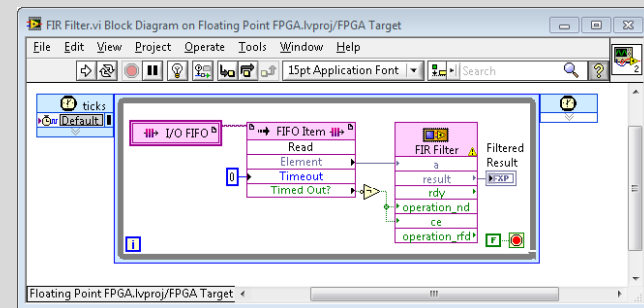 FIR Filter.vi Block Diagram on Floating Point FPGA.lvproj/FPGA Target
File Edit View Project Operate Tools Window Help
15pt Application Font Search ?
2
ticks
Default
I/O FIFO
FIFO Item
Read
Element
Timeout
Timed Out?
0
FIR Filter
a
result
rdy
operation_nd
ce
operation_rfd
Filtered
Result
FXP
F
i
Floating Point FPGA.lvproj/FPGA Target